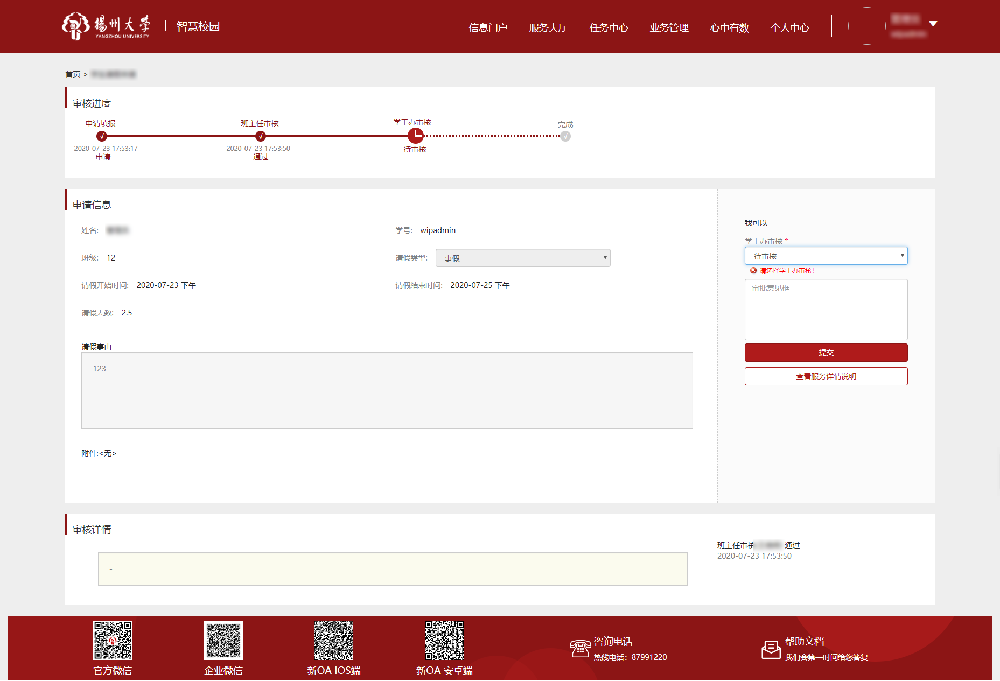 揚州大学
YANGZHOU UNIVERSITY
智慧校园
信息门户 服务大厅 任务中心 业务管理 心中有数 个人中心
wipadmin
首页 >
审核进度
申请填报 班主任审核 学工办审核 完成
2020-07-23 17:53:17 2020-07-23 17:53:50 待审核
申请 通过
申请信息
姓名:
学号: wipadmin
班级: 12
请假类型: 事假
请假开始时间: 2020-07-23 下午
请假结束时间: 2020-07-25 下午
请假天数: 2.5
请假事由
123
附件:<无>
我可以
学工办审核 *
待审核
请选择学工办审核!
审批意见框
提交
查看服务详情说明
审核详情
-
班主任审核 通过
2020-07-23 17:53:50
官方微信 企业微信 新OA IOS端 新OA 安卓端
咨询电话
热线电话：87991220
帮助文档
我们会第一时间给您答复